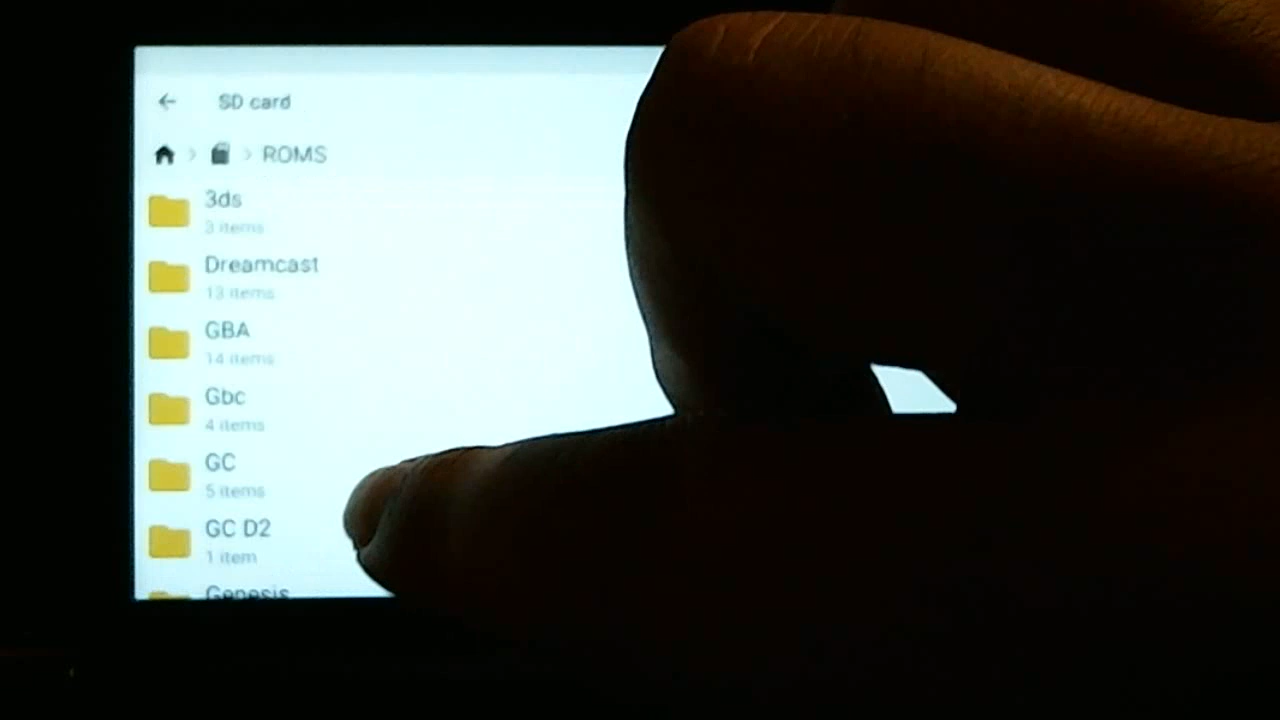 SD card
ROMS
3ds
3 items
Dreamcast
13 items
GBA
14 items
Gbc
4 items
GC
5 items
GC D2
1 item
Genesis